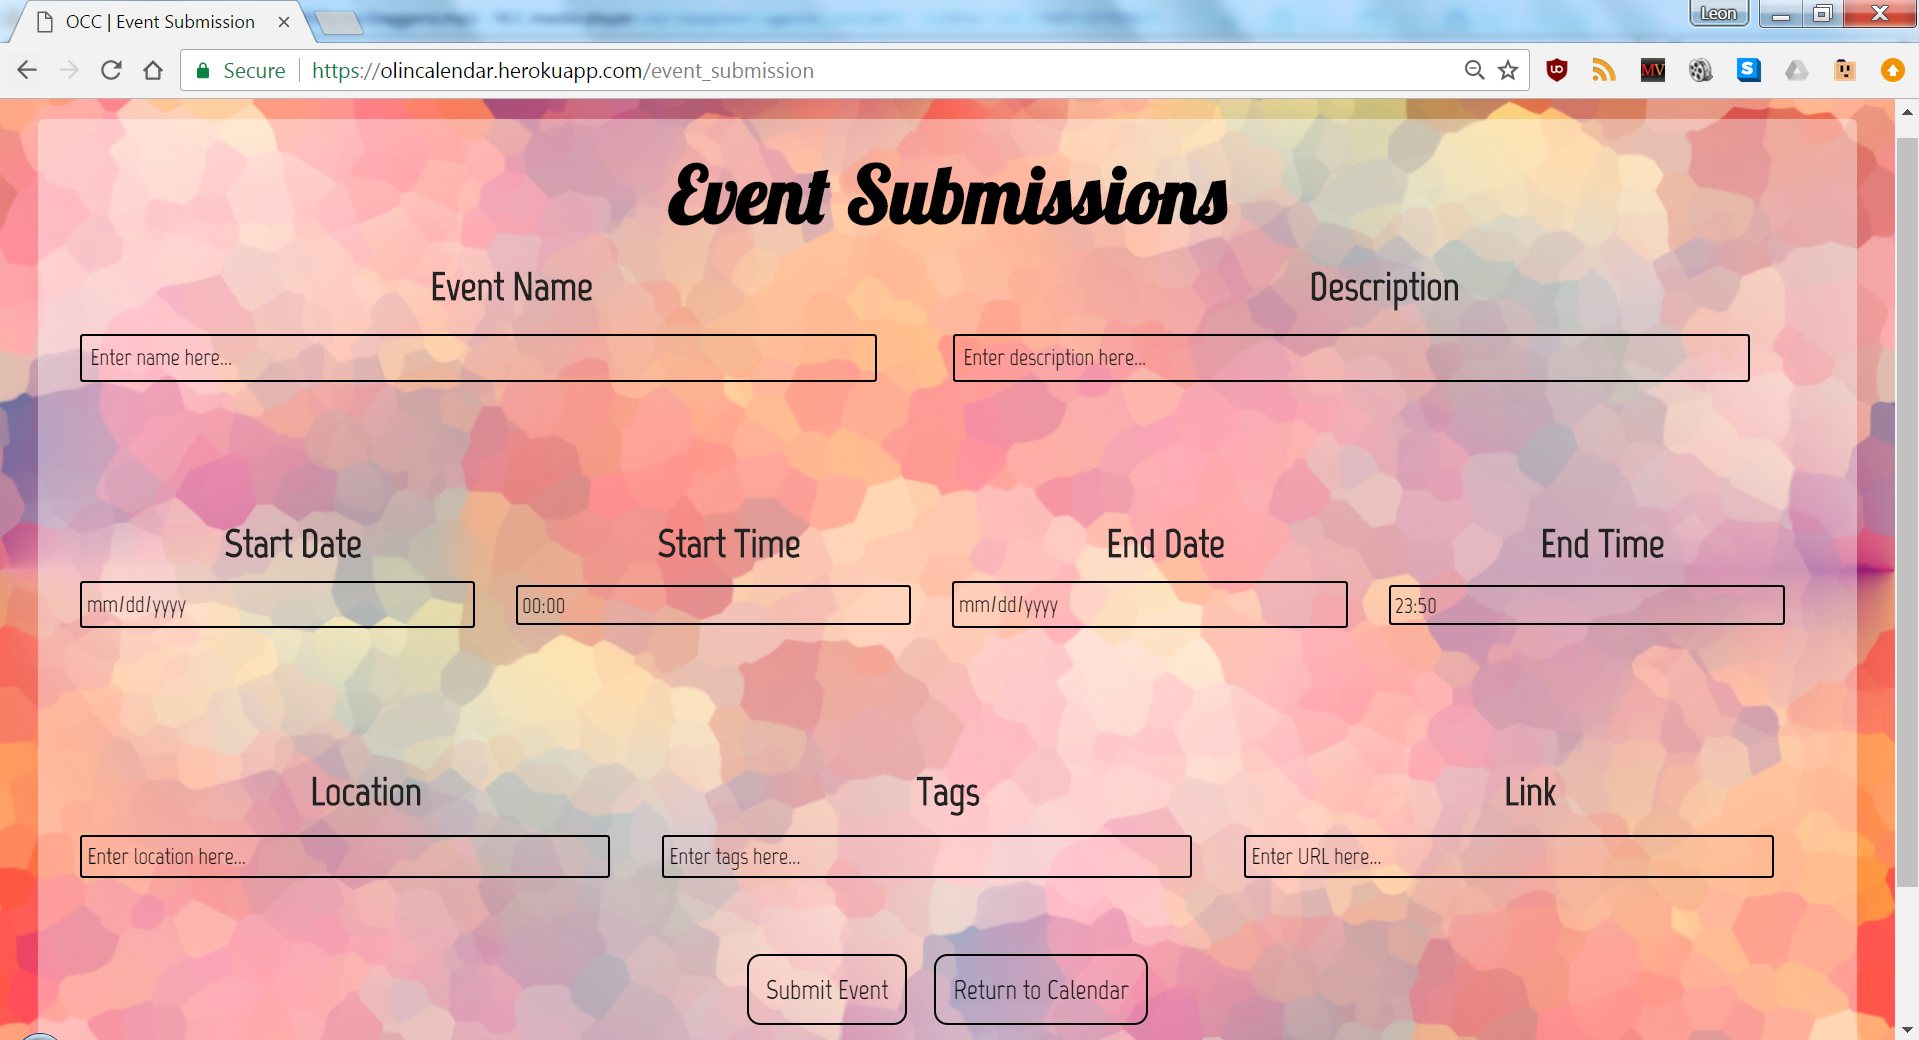 OCC | Event Submission
Leon
Secure
https://olincalendar.herokuapp.com/event_submission
MV
S
Event Submissions
Event Name
Description
Enter name here...
Enter description here...
Start Date
Start Time
End Date
End Time
mm/dd/yyyy
00:00
mm/dd/yyyy
23:50
Location
Tags
Link
Enter location here...
Enter tags here...
Enter URL here...
Submit Event
Return to Calendar